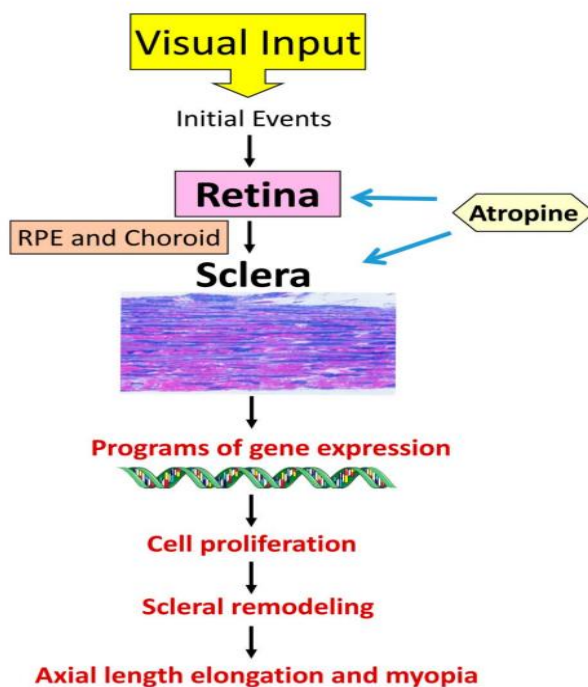 Visual Input
Initial Events
Retina
Atropine
RPE and Choroid
Sclera
Programs of gene expression
Cell proliferation
Scleral remodeling
Axial length elongation and myopia